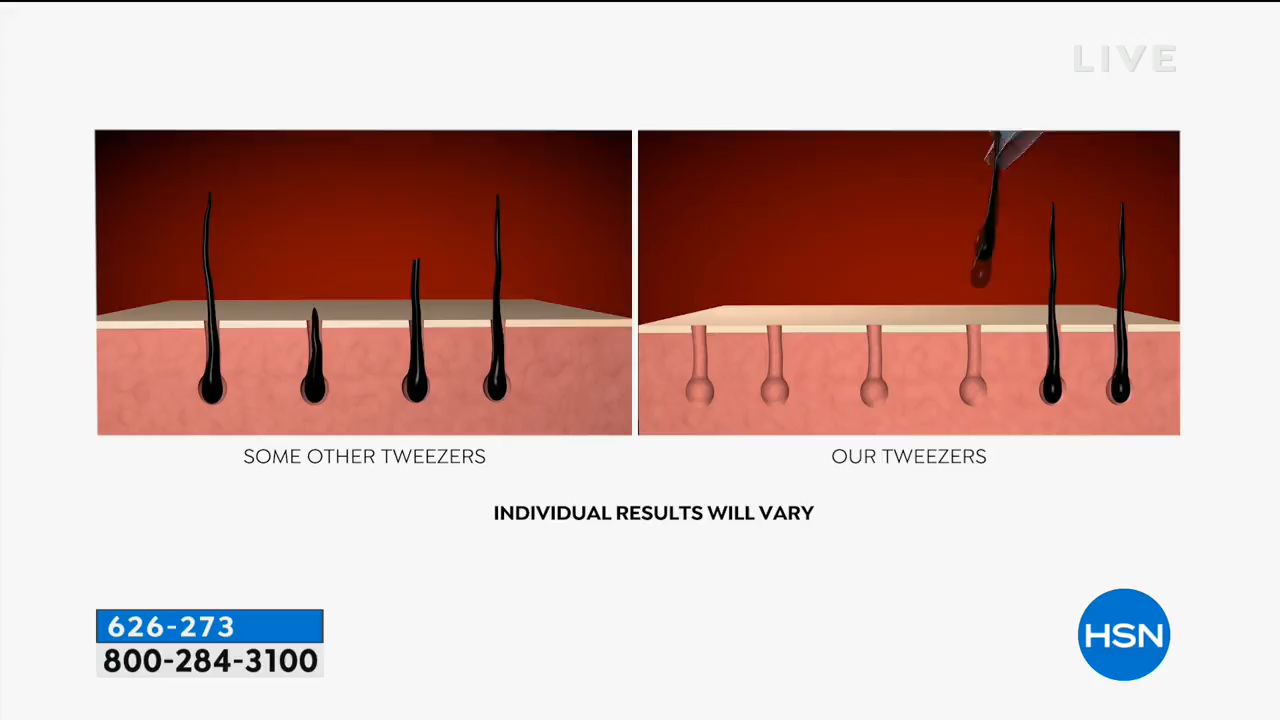 LIVE
SOME OTHER TWEEZERS
OUR TWEEZERS
INDIVIDUAL RESULTS WILL VARY
626-273
800-284-3100
HSN